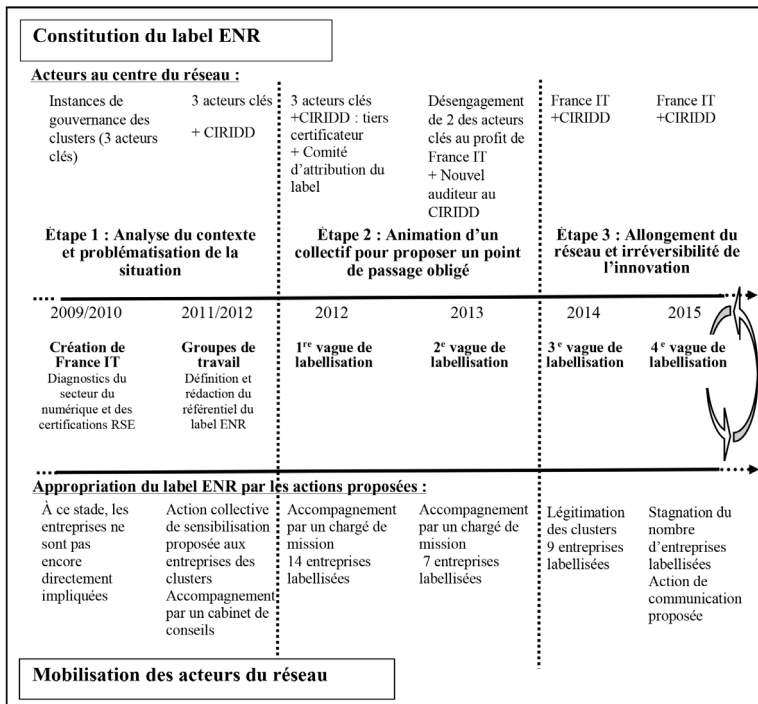 Constitution du label ENR
Acteurs au centre du réseau :
Instances de
gouvernance des
clusters (3 acteurs
clés)
3 acteurs clés
+ CIRIDD
3 acteurs clés
+CIRIDD : tiers
certificateur
+ Comité
d’attribution du
label
Désengagement
de 2 des acteurs
clés au profit de
France IT
+ Nouvel
auditeur au
CIRIDD
France IT
+CIRIDD
France IT
+CIRIDD
Étape 1 : Analyse du contexte
et problématisation de la
situation
Étape 2 : Animation d’un
collectif pour proposer un point
de passage obligé
Étape 3 : Allongement du
réseau et irréversibilité de
l’innovation
2009/2010
2011/2012
2012
2013
2014
2015
Création de
France IT
Diagnostics du
secteur du
numérique et des
certifications RSE
Groupes de
travail
Définition et
rédaction du
référentiel du
label ENR
1re vague de
labellisation
2e vague de
labellisation
3e vague de
labellisation
4e vague de
labellisation
Appropriation du label ENR par les actions proposées :
À ce stade, les
entreprises ne
sont pas
encore
directement
impliquées
Action collective
de sensibilisation
proposée aux
entreprises des
clusters
Accompagnement
par un cabinet de
conseils
Accompagnement
par un chargé de
mission
14 entreprises
labellisées
Accompagnement
par un chargé de
mission
7 entreprises
labellisées
Légitimation
des clusters
9 entreprises
labellisées
Stagnation du
nombre
d’entreprises
labellisées
Action de
communication
proposée
Mobilisation des acteurs du réseau